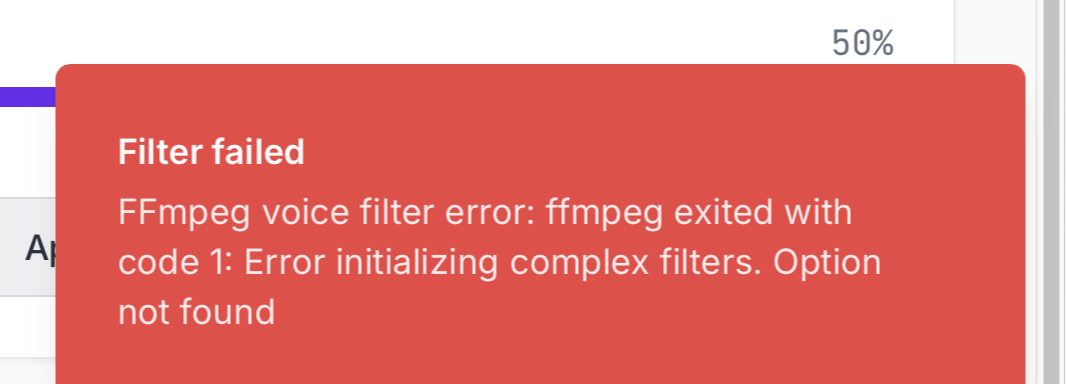 50%
Filter failed
FFmpeg voice filter error: ffmpeg exited with
code 1: Error initializing complex filters. Option
not found